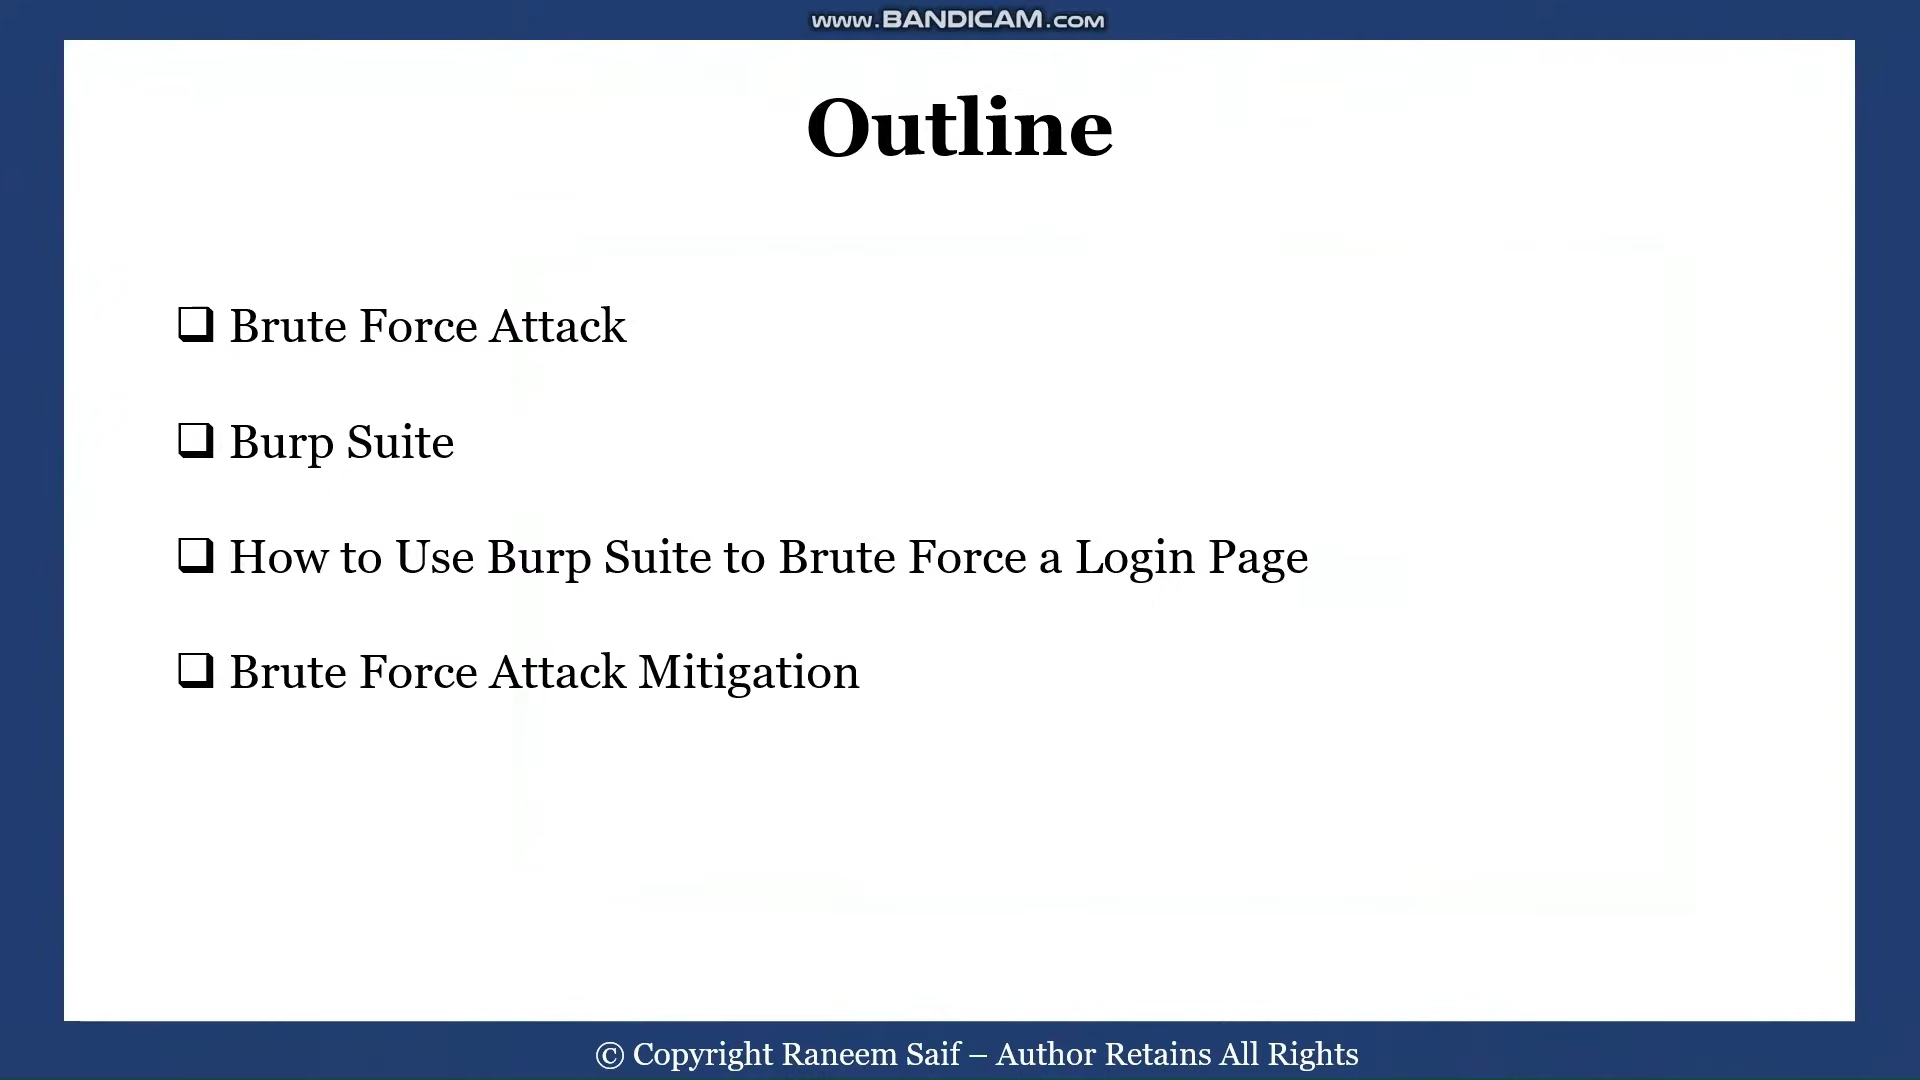 www.BANDICAM.com
Outline
❑ Brute Force Attack
❑ Burp Suite
❑ How to Use Burp Suite to Brute Force a Login Page
❑ Brute Force Attack Mitigation
© Copyright Raneem Saif – Author Retains All Rights